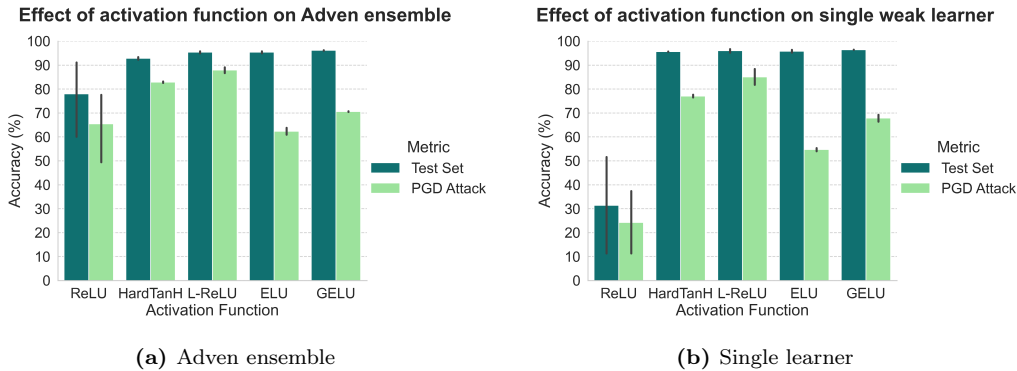 Effect of activation function on Adven ensemble
Accuracy (%)
100
90
80
70
60
50
40
30
20
10
0
ReLU HardTanH L-ReLU ELU GELU
Activation Function
Metric
Test Set
PGD Attack
(a) Adven ensemble
Effect of activation function on single weak learner
Accuracy (%)
100
90
80
70
60
50
40
30
20
10
0
ReLU HardTanH L-ReLU ELU GELU
Activation Function
Metric
Test Set
PGD Attack
(b) Single learner